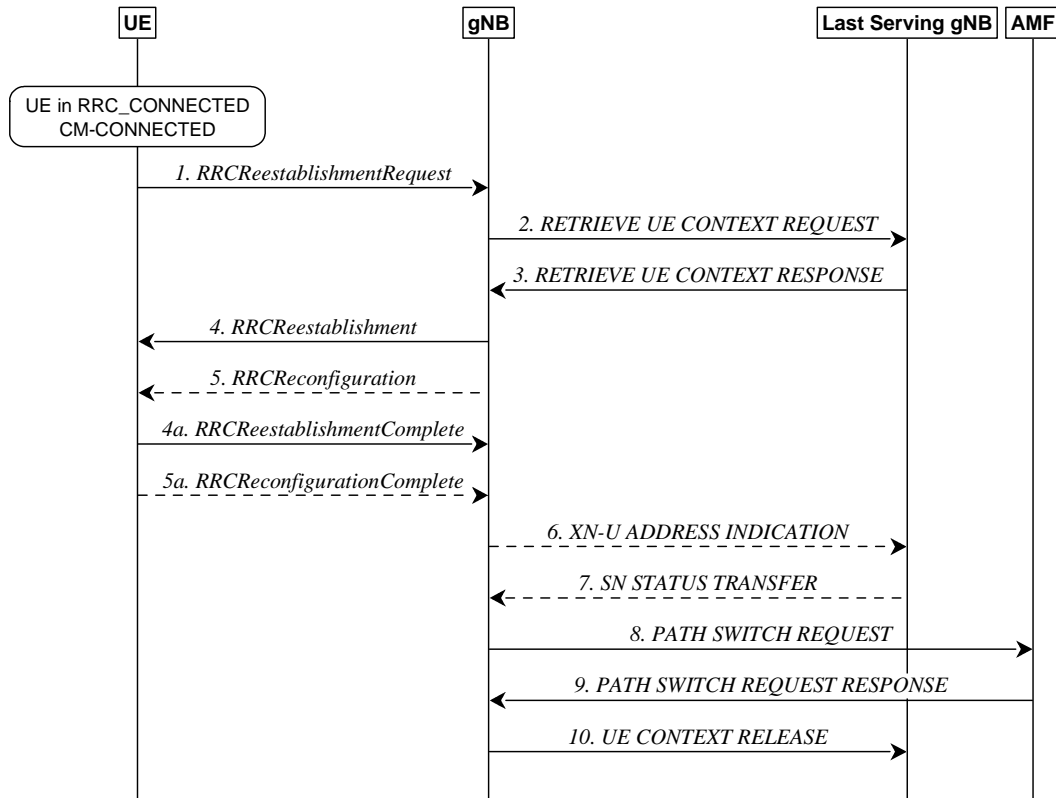 UE
gNB
Last Serving gNB
AMF
UE in RRC_CONNECTED
CM-CONNECTED
1. RRCReestablishmentRequest
2. RETRIEVE UE CONTEXT REQUEST
3. RETRIEVE UE CONTEXT RESPONSE
4. RRCReestablishment
5. RRCReconfiguration
4a. RRCReestablishmentComplete
5a. RRCReconfigurationComplete
6. XN-U ADDRESS INDICATION
7. SN STATUS TRANSFER
8. PATH SWITCH REQUEST
9. PATH SWITCH REQUEST RESPONSE
10. UE CONTEXT RELEASE